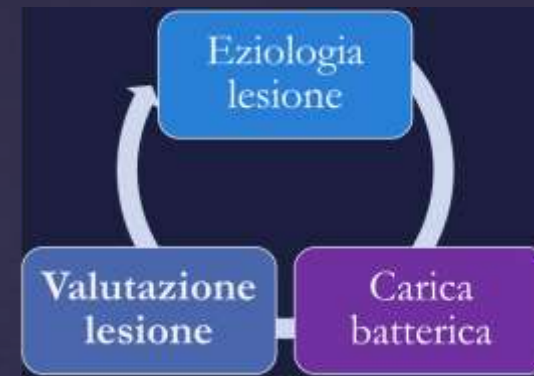 Eziologia
lesione
Valutazione
lesione
Carica
batterica